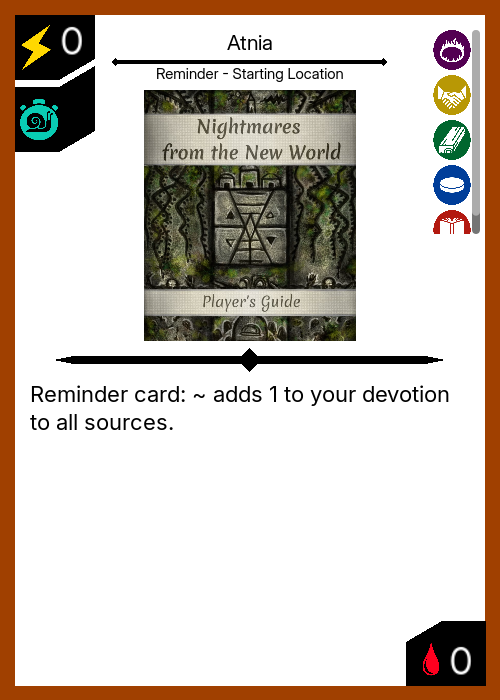 0
Atnia
Reminder - Starting Location
Nightmares
from the New World
Player's Guide
Reminder card: ~ adds 1 to your devotion
to all sources.
0